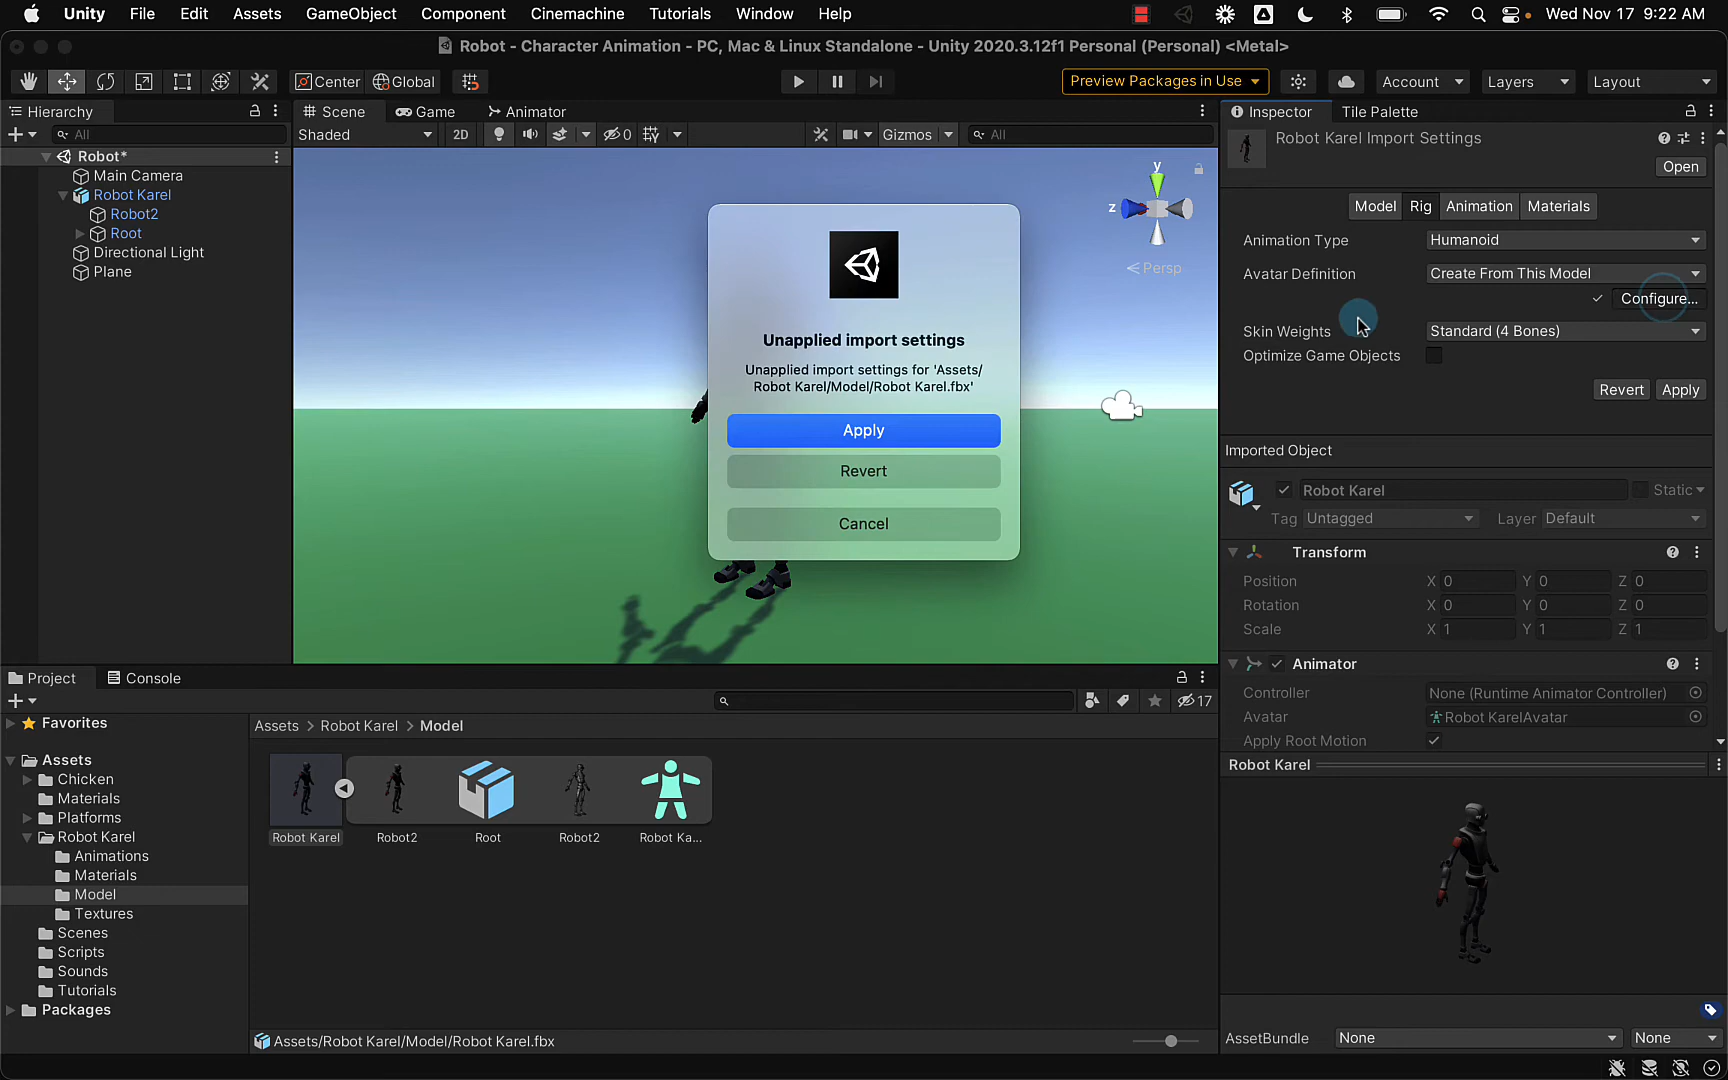 Unity File Edit Assets GameObject Component Cinemachine Tutorials Window Help Wed Nov 17 9:22 AM
Robot - Character Animation - PC, Mac & Linux Standalone - Unity 2020.3.12f1 Personal (Personal) <Metal>
Center Global Preview Packages in Use Account Layers Layout
Hierarchy
All
Robot*
Main Camera
Robot Karel
Robot2
Root
Directional Light
Plane
Scene Game Animator
Shaded 2D 0 Gizmos All
y
z
Persp
Unapplied import settings
Unapplied import settings for 'Assets/
Robot Karel/Model/Robot Karel.fbx'
Apply
Revert
Cancel
Inspector Tile Palette
Robot Karel Import Settings
Open
Model Rig Animation Materials
Animation Type Humanoid
Avatar Definition Create From This Model
Configure...
Skin Weights Standard (4 Bones)
Optimize Game Objects
Revert Apply
Imported Object
Robot Karel Static
Tag Untagged Layer Default
Transform
Position X 0 Y 0 Z 0
Rotation X 0 Y 0 Z 0
Scale X 1 Y 1 Z 1
Animator
Controller None (Runtime Animator Controller)
Avatar Robot KarelAvatar
Apply Root Motion
Robot Karel
AssetBundle None None
Project Console
17
Favorites
Assets
Chicken
Materials
Platforms
Robot Karel
Animations
Materials
Model
Textures
Scenes
Scripts
Sounds
Tutorials
Packages
Assets > Robot Karel > Model
Robot Karel Robot2 Root Robot2 Robot Ka...
Assets/Robot Karel/Model/Robot Karel.fbx